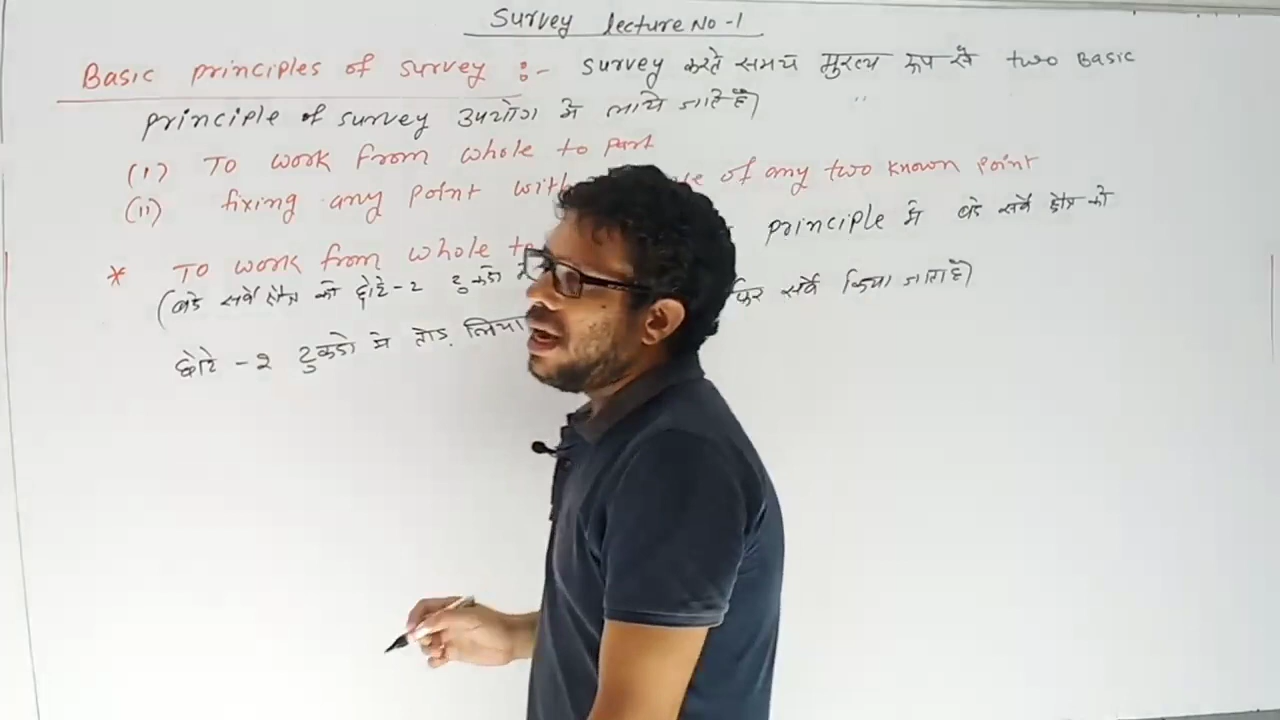 Survey Lecture No-1
Basic principles of survey :- survey करते समय मुख्य रूप से two Basic
principle of survey उपयोग मे लाये जाते है)
(i) To work from whole to part
(ii) fixing any point with of any two known point
* To work from whole to principle मे बडे सर्वे क्षेत्र को
(बडे सर्वे क्षेत्र को छोटे-2 टुकडो फिर सर्वे किया जाता है)
छोटे -2 टुकडो मे तोड़ लिया